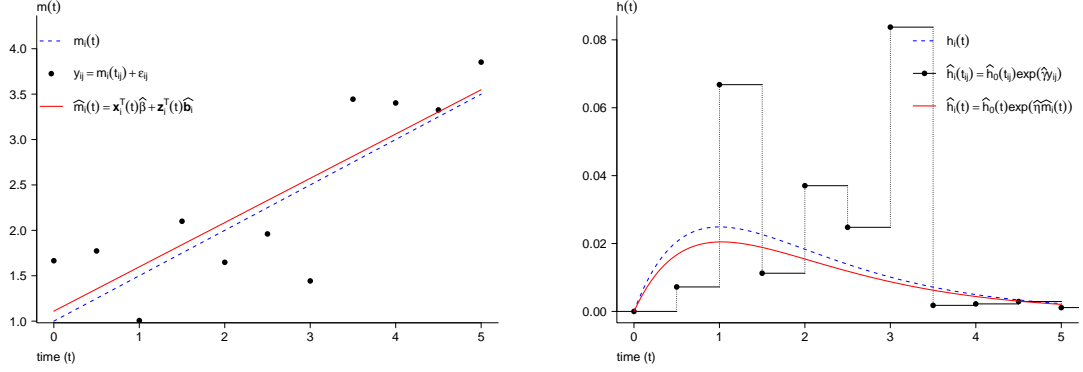 m(t)
4.0
3.5
3.0
2.5
2.0
1.5
1.0
m_i(t)
y_ij = m_i(t_ij) + ε_ij
m̂_i(t) = x_i^T(t)β̂ + z_i^T(t)b̂_i
0 1 2 3 4 5
time (t)
h(t)
0.08
0.06
0.04
0.02
0.00
h_i(t)
ĥ_i(t_ij) = ĥ_0(t_ij)exp(γ̂y_ij)
ĥ_i(t) = ĥ_0(t)exp(η̂m̂_i(t))
0 1 2 3 4 5
time (t)